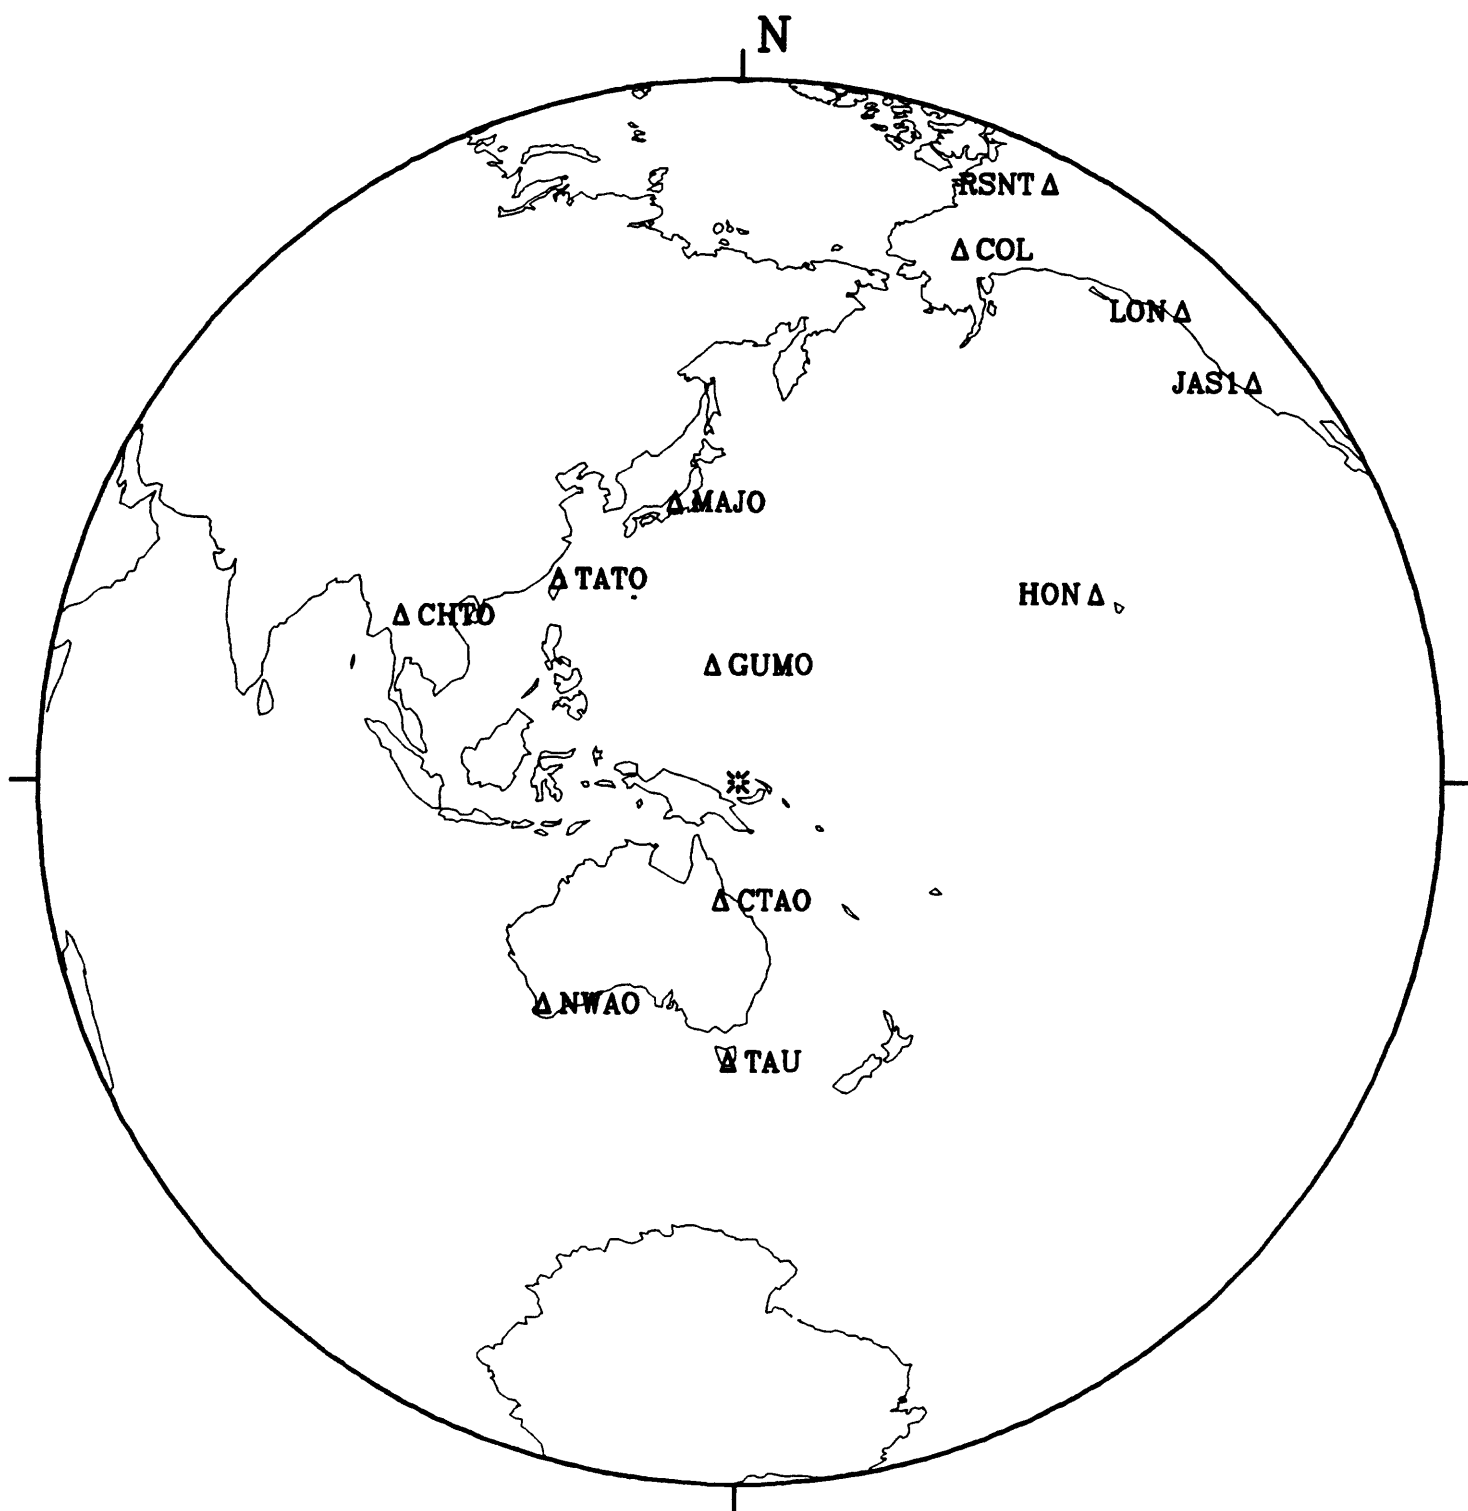 N
RSNT
COL
LON
JAS1
MAJO
TATO
HON
CHTO
GUMO
CTAO
NWAO
TAU